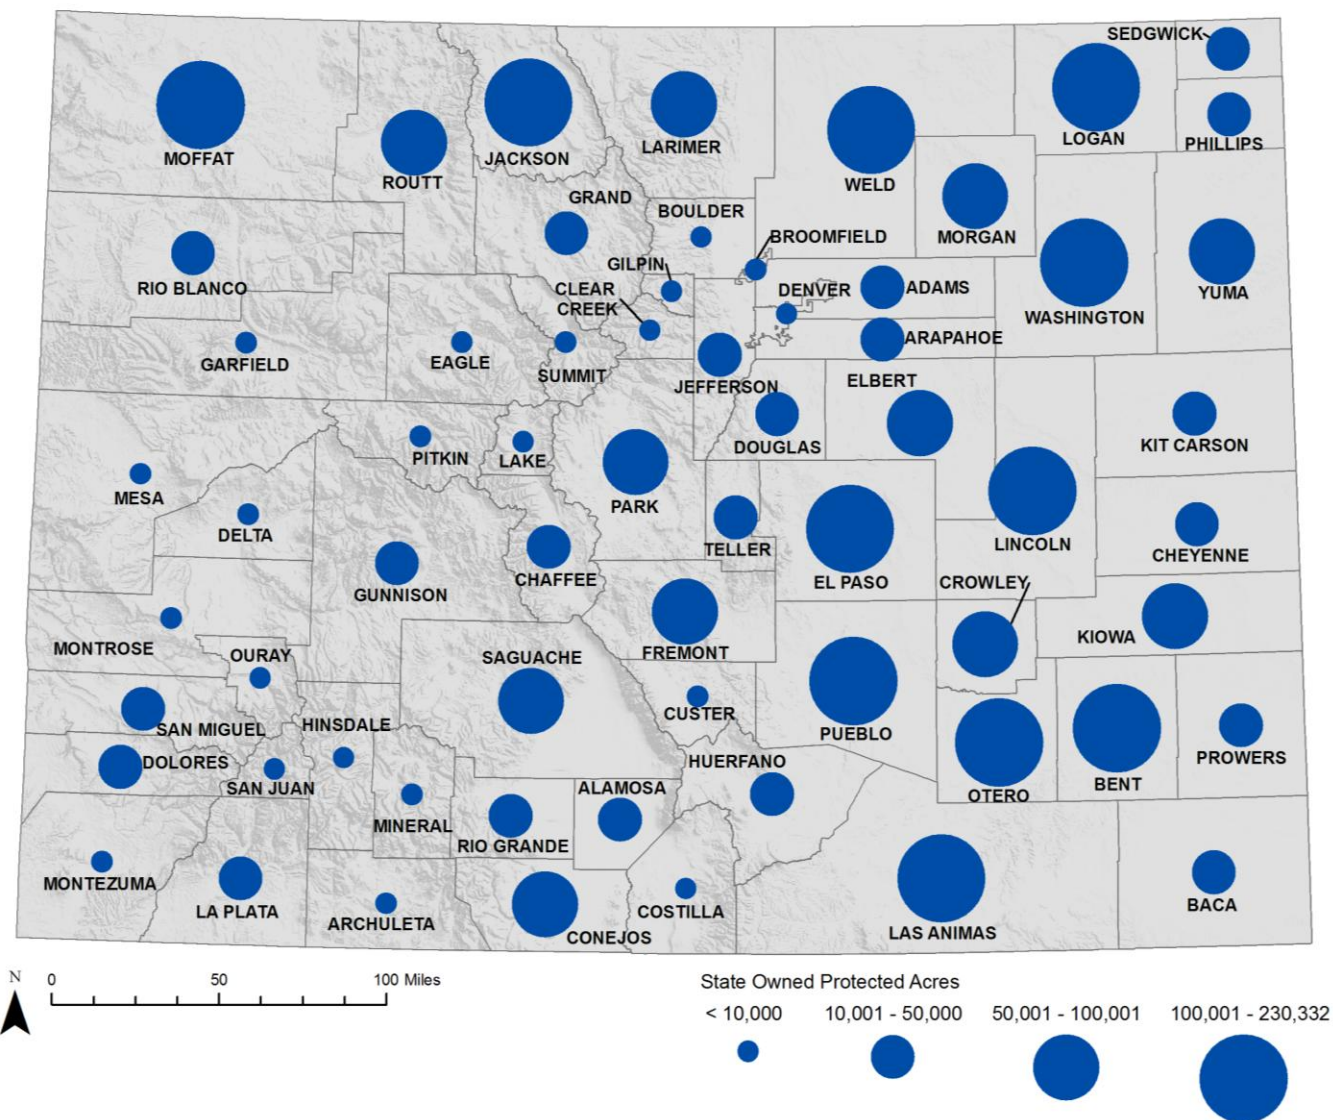 SEDGWICK
MOFFAT
ROUTT
JACKSON
LARIMER
WELD
LOGAN
PHILLIPS
GRAND
BOULDER
MORGAN
BROOMFIELD
GILPIN
CLEAR
CREEK
DENVER
ADAMS
RIO BLANCO
WASHINGTON
YUMA
ARAPAHOE
GARFIELD
EAGLE
SUMMIT
JEFFERSON
ELBERT
DOUGLAS
KIT CARSON
PITKIN
LAKE
MESA
PARK
DELTA
TELLER
LINCOLN
CHEYENNE
GUNNISON
CHAFFEE
EL PASO
CROWLEY
MONTROSE
OURAY
SAGUACHE
FREMONT
KIOWA
CUSTER
SAN MIGUEL
HINSDALE
PUEBLO
DOLORES
HUERFANO
PROWERS
SAN JUAN
ALAMOSA
OTERO
BENT
MINERAL
RIO GRANDE
MONTEZUMA
LA PLATA
ARCHULETA
CONEJOS
COSTILLA
LAS ANIMAS
BACA
N
0 50 100 Miles
State Owned Protected Acres
< 10,000 10,001 - 50,000 50,001 - 100,001 100,001 - 230,332